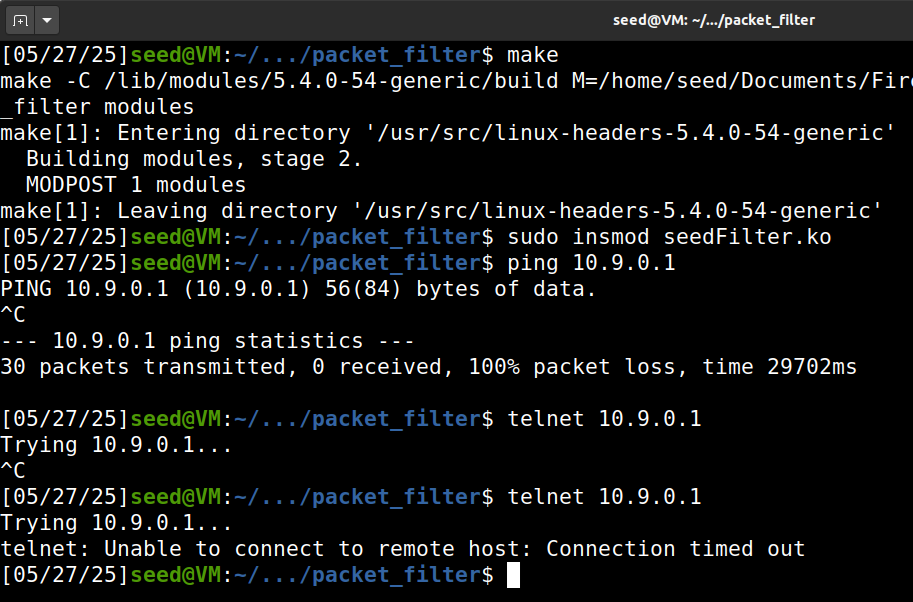 seed@VM: ~/.../packet_filter
[05/27/25]seed@VM:~/.../packet_filter$ make
make -C /lib/modules/5.4.0-54-generic/build M=/home/seed/Documents/Fire
_filter modules
make[1]: Entering directory '/usr/src/linux-headers-5.4.0-54-generic'
  Building modules, stage 2.
  MODPOST 1 modules
make[1]: Leaving directory '/usr/src/linux-headers-5.4.0-54-generic'
[05/27/25]seed@VM:~/.../packet_filter$ sudo insmod seedFilter.ko
[05/27/25]seed@VM:~/.../packet_filter$ ping 10.9.0.1
PING 10.9.0.1 (10.9.0.1) 56(84) bytes of data.
^C
--- 10.9.0.1 ping statistics ---
30 packets transmitted, 0 received, 100% packet loss, time 29702ms
[05/27/25]seed@VM:~/.../packet_filter$ telnet 10.9.0.1
Trying 10.9.0.1...
^C
[05/27/25]seed@VM:~/.../packet_filter$ telnet 10.9.0.1
Trying 10.9.0.1...
telnet: Unable to connect to remote host: Connection timed out
[05/27/25]seed@VM:~/.../packet_filter$